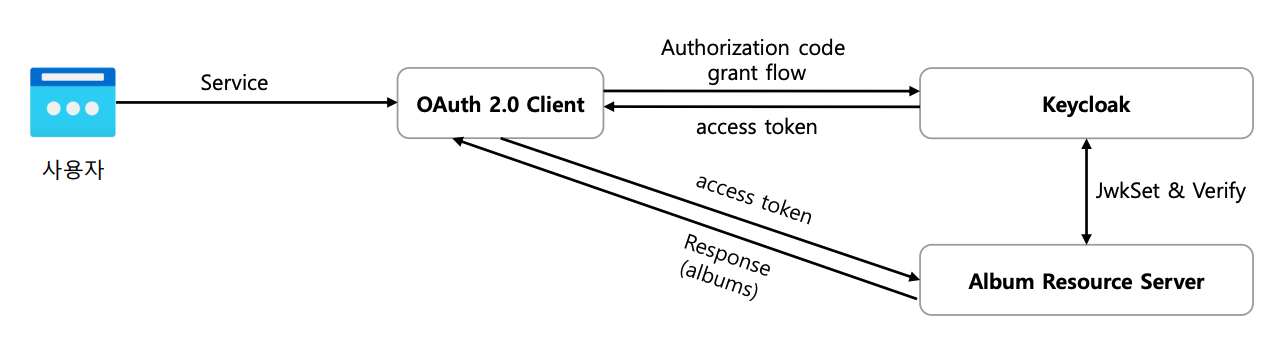 Service
사용자
OAuth 2.0 Client
Authorization code
grant flow
access token
Keycloak
JwkSet & Verify
access token
Response
(albums)
Album Resource Server